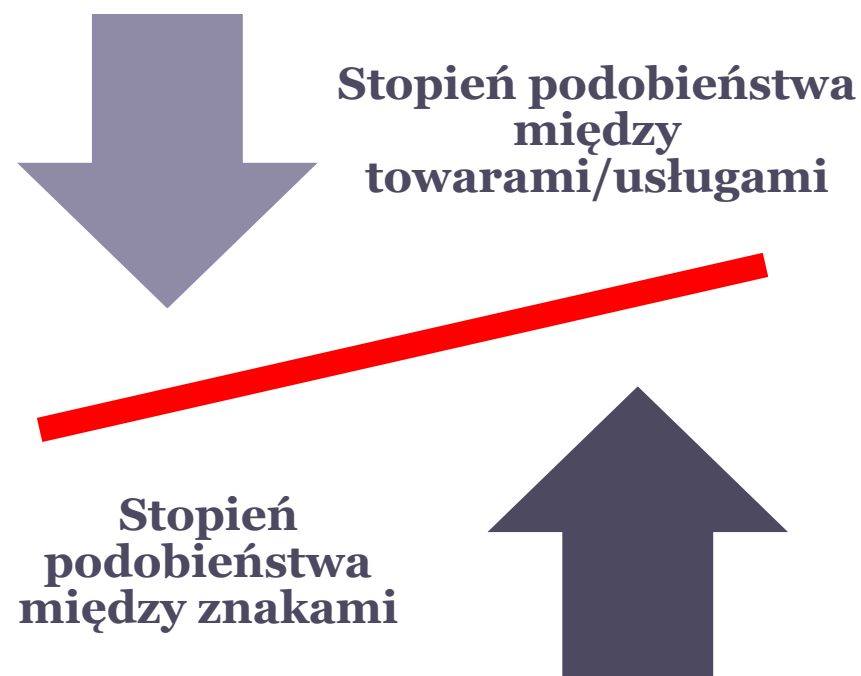 Stopień podobieństwa
między
towarami/usługami
Stopień
podobieństwa
między znakami